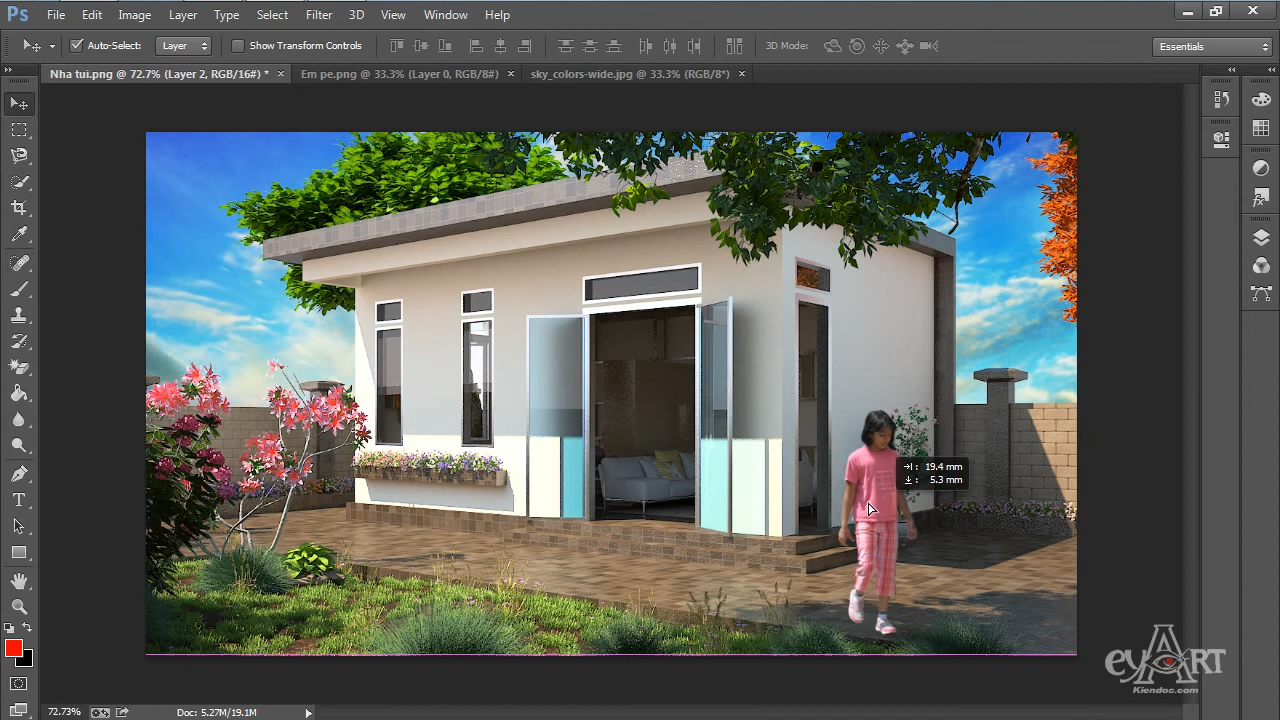 Ps File Edit Image Layer Type Select Filter 3D View Window Help
Auto-Select: Layer Show Transform Controls 3D Mode: Essentials
Nha tui.png @ 72.7% (Layer 2, RGB/16#) * × Em pe.png @ 33.3% (Layer 0, RGB/8#) × sky_colors-wide.jpg @ 33.3% (RGB/8*) ×
19.4 mm
5.3 mm
T
eyART
Kiendoc.com
72.73% Doc: 5.27M/19.1M